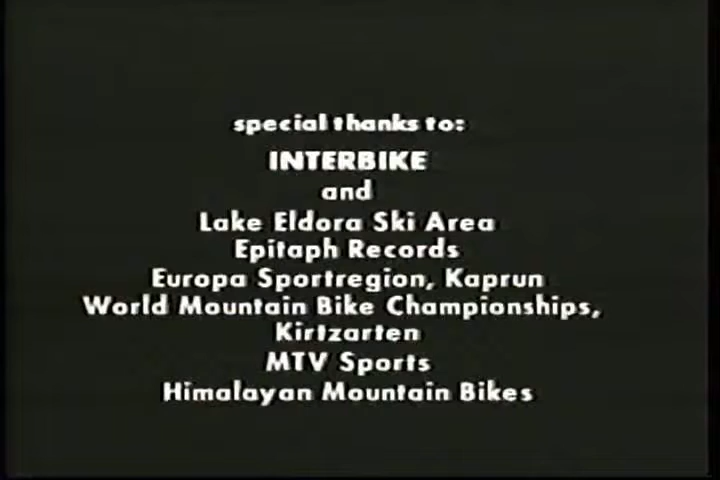 special thanks to:
INTERBIKE
and
Lake Eldora Ski Area
Epitaph Records
Europa Sportregion, Kaprun
World Mountain Bike Championships,
Kirtzarten
MTV Sports
Himalayan Mountain Bikes